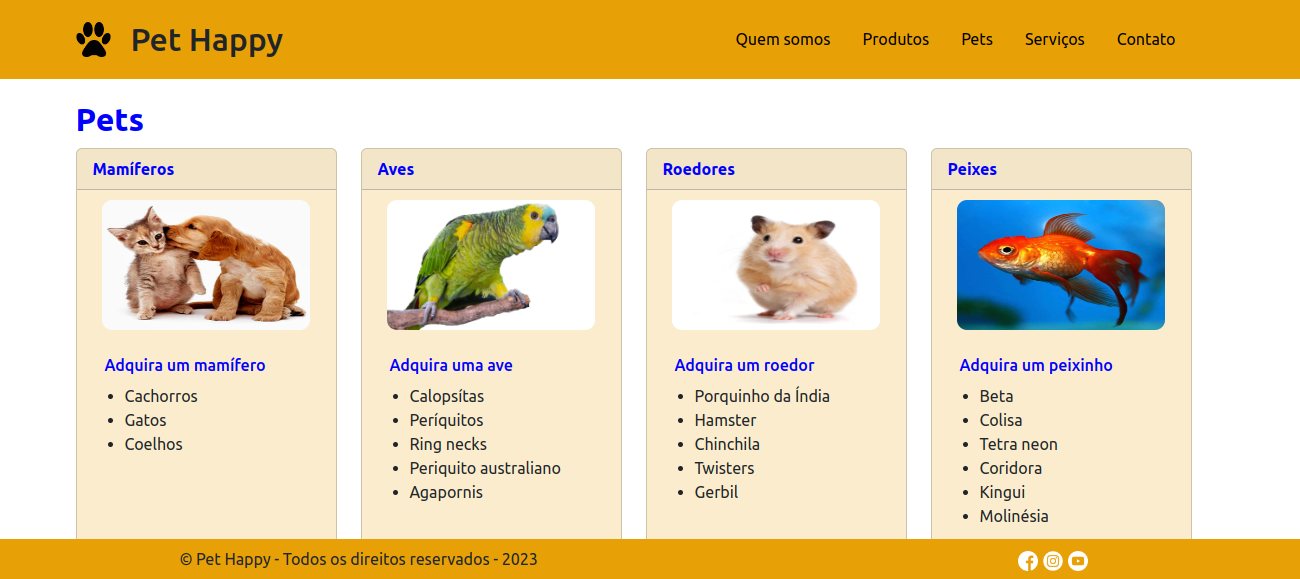 Pet Happy
Quem somos
Produtos
Pets
Serviços
Contato
Pets
Mamíferos
Adquira um mamífero
Cachorros
Gatos
Coelhos
Aves
Adquira uma ave
Calopsítas
Períquitos
Ring necks
Periquito australiano
Agapornis
Roedores
Adquira um roedor
Porquinho da Índia
Hamster
Chinchila
Twisters
Gerbil
Peixes
Adquira um peixinho
Beta
Colisa
Tetra neon
Coridora
Kingui
Molinésia
© Pet Happy - Todos os direitos reservados - 2023